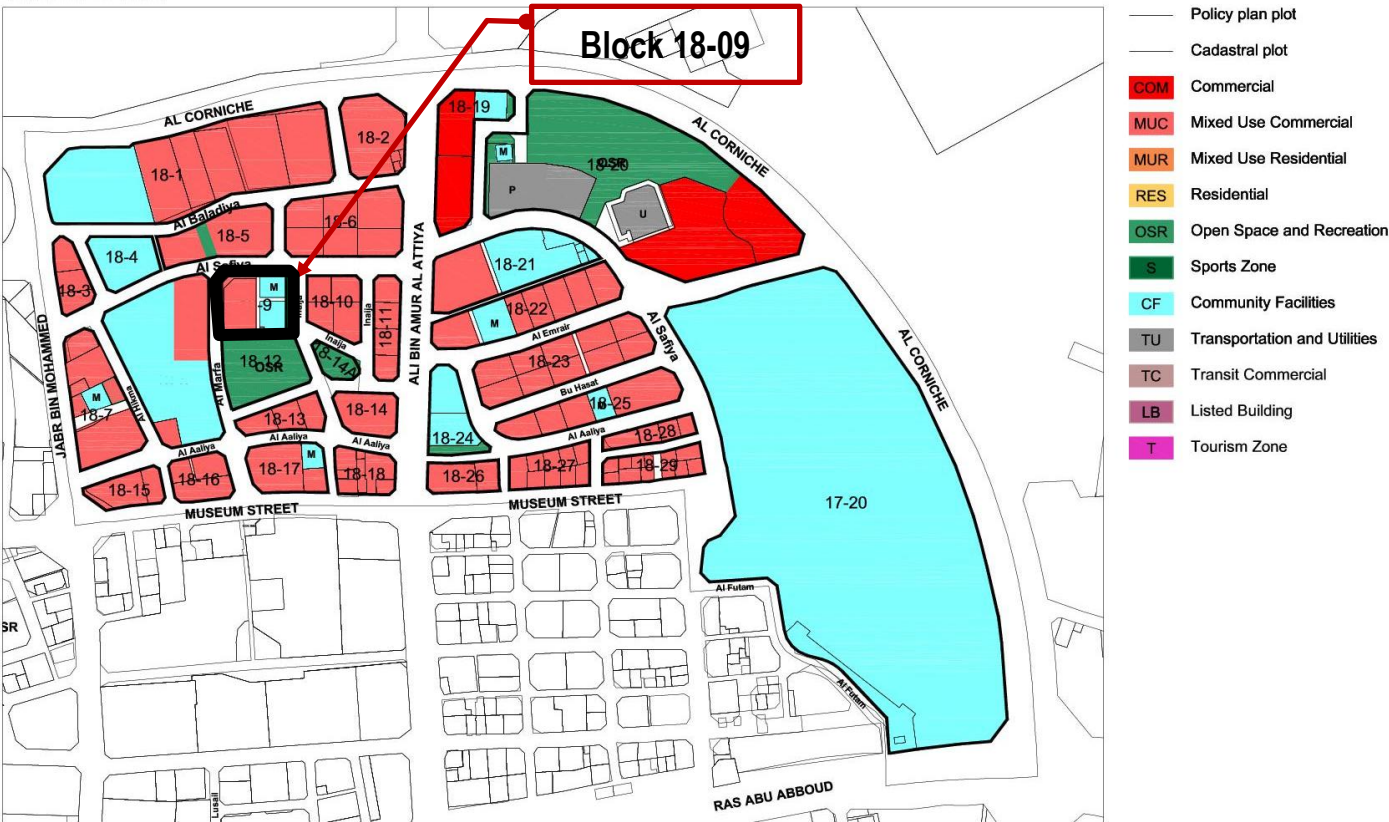 Block 18-09
Policy plan plot
Cadastral plot
COM Commercial
MUC Mixed Use Commercial
MUR Mixed Use Residential
RES Residential
OSR Open Space and Recreation
S Sports Zone
CF Community Facilities
TU Transportation and Utilities
TC Transit Commercial
LB Listed Building
T Tourism Zone
AL CORNICHE
18-19
18-2
AL CORNICHE
18-1
M
18-20
OSR
P
U
Al Baladiya
18-6
18-5
18-4
18-21
Al Safiya
ALI BIN AMUR AL ATTIYA
18-3
M
-9
Inaija
18-10
Inaija
18-11
18-22
M
Al Emrair
Al Safiya
AL CORNICHE
JABR BIN MOHAMMED
Inaija
18-14A
18-12
OSR
Al Marfa
18-23
Bu Hasat
M
18-7
Al Hikma
18-13
18-14
18-25
Al Aaliya
Al Aaliya
Al Aaliya
Al Aaliya
18-24
18-28
18-17
M
18-18
18-15
18-16
18-26
18-27
18-29
MUSEUM STREET
MUSEUM STREET
17-20
Al Futam
SR
Al Futam
Lusail
RAS ABU ABBOUD